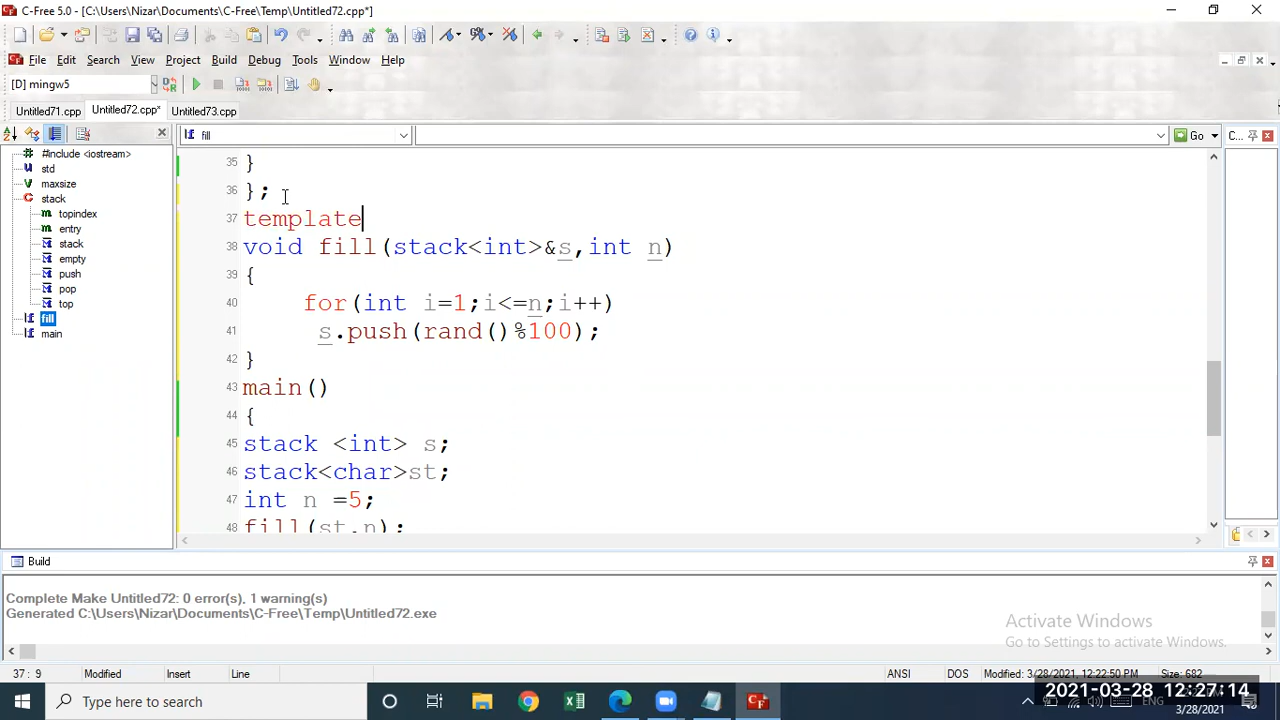 C-Free 5.0 - [C:\Users\Nizar\Documents\C-Free\Temp\Untitled72.cpp*]
File Edit Search View Project Build Debug Tools Window Help
[D] mingw5
Untitled71.cpp Untitled72.cpp* Untitled73.cpp
fill Go C...
#include <iostream>
std
maxsize
stack
topindex
entry
stack
empty
push
pop
top
fill
main
35 }
36 };
37 template
38 void fill(stack<int>&s,int n)
39 {
40 for(int i=1;i<=n;i++)
41 s.push(rand()%100);
42 }
43 main()
44 {
45 stack <int> s;
46 stack<char>st;
47 int n =5;
48 fill(st,n);
Build
Complete Make Untitled72: 0 error(s), 1 warning(s)
Generated C:\Users\Nizar\Documents\C-Free\Temp\Untitled72.exe
Activate Windows
Go to Settings to activate Windows.
37 : 9 Modified Insert Line ANSI DOS Modified: 3/28/2021, 12:22:50 PM Size: 682
Type here to search
ENG
2021-03-28 12:27:14
3/28/2021